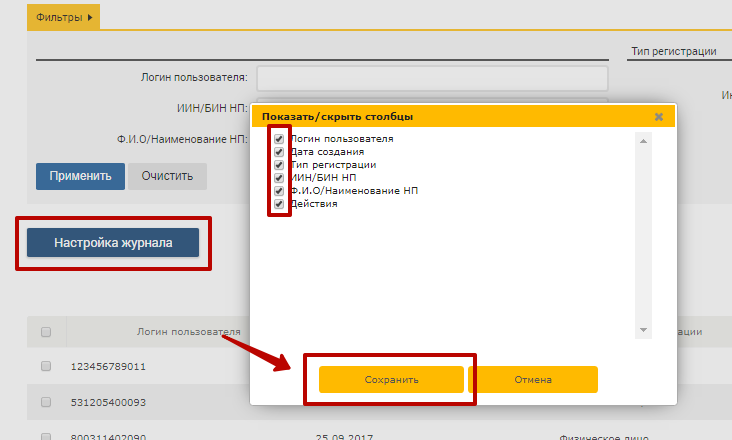 Фильтры
Тип регистрации
Логин пользователя:
ИИН/БИН НП:
Ф.И.О/Наименование НП:
Применить
Очистить
Настройка журнала
Показать/скрыть столбцы
Логин пользователя
Дата создания
Тип регистрации
ИИН/БИН НП
Ф.И.О/Наименование НП
Действия
Сохранить
Отмена
Логин пользователя
123456789011
531205400093
800311402090
25.09.2017
Физическое лицо